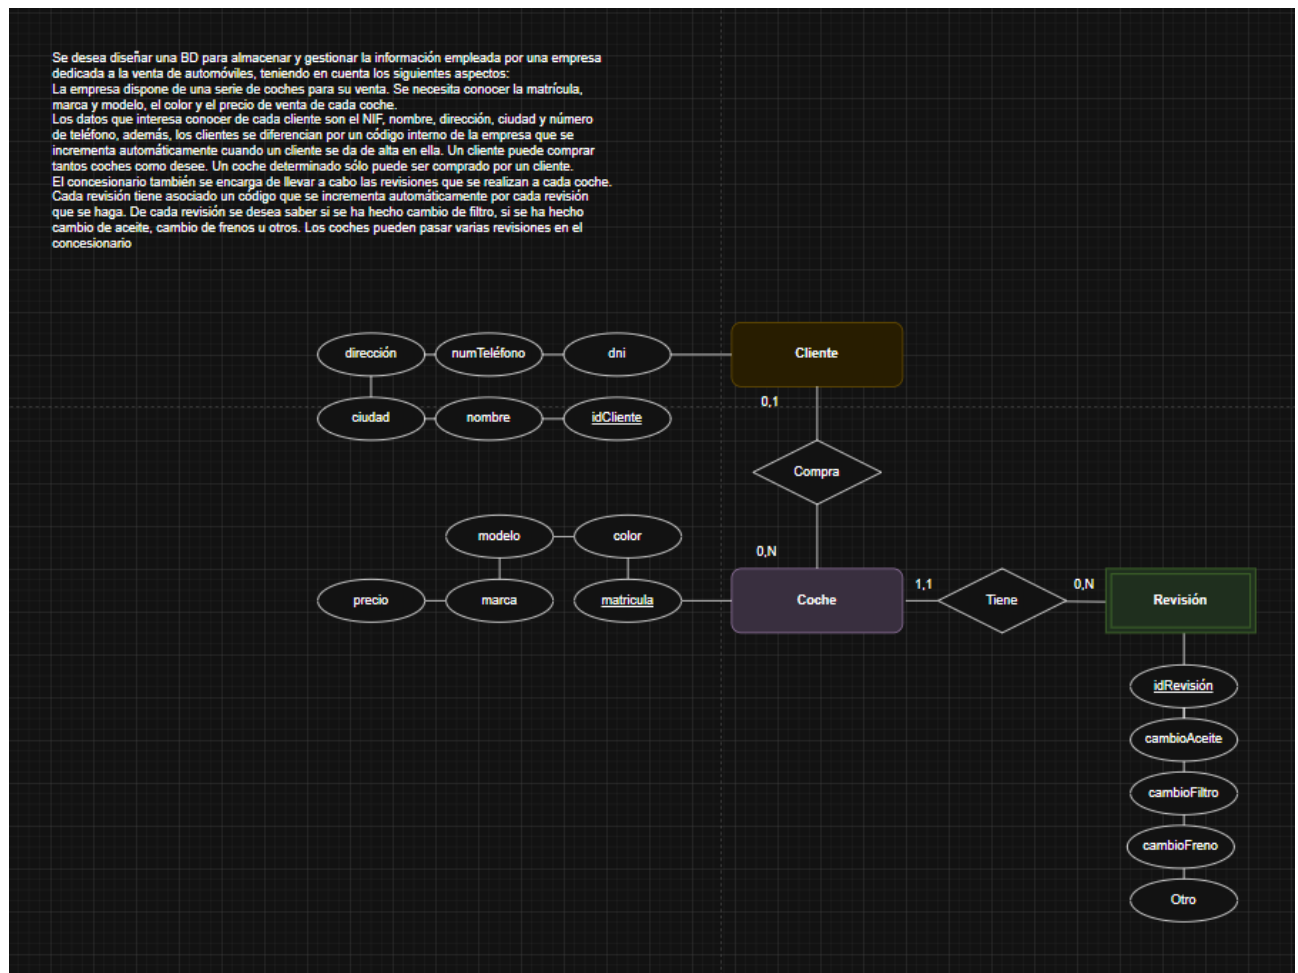 Se desea diseñar una BD para almacenar y gestionar la información empleada por una empresa
dedicada a la venta de automóviles, teniendo en cuenta los siguientes aspectos:
La empresa dispone de una serie de coches para su venta. Se necesita conocer la matrícula,
marca y modelo, el color y el precio de venta de cada coche.
Los datos que interesa conocer de cada cliente son el NIF, nombre, dirección, ciudad y número
de teléfono, además, los clientes se diferencian por un código interno de la empresa que se
incrementa automáticamente cuando un cliente se da de alta en ella. Un cliente puede comprar
tantos coches como desee. Un coche determinado sólo puede ser comprado por un cliente.
El concesionario también se encarga de llevar a cabo las revisiones que se realizan a cada coche.
Cada revisión tiene asociado un código que se incrementa automáticamente por cada revisión
que se haga. De cada revisión se desea saber si se ha hecho cambio de filtro, si se ha hecho
cambio de aceite, cambio de frenos u otros. Los coches pueden pasar varias revisiones en el
concesionario
dirección numTeléfono dni Cliente
0,1
ciudad nombre idCliente
Compra
modelo color
0,N
precio marca matricula Coche 1,1 Tiene 0,N Revisión
idRevisión
cambioAceite
cambioFiltro
cambioFreno
Otro